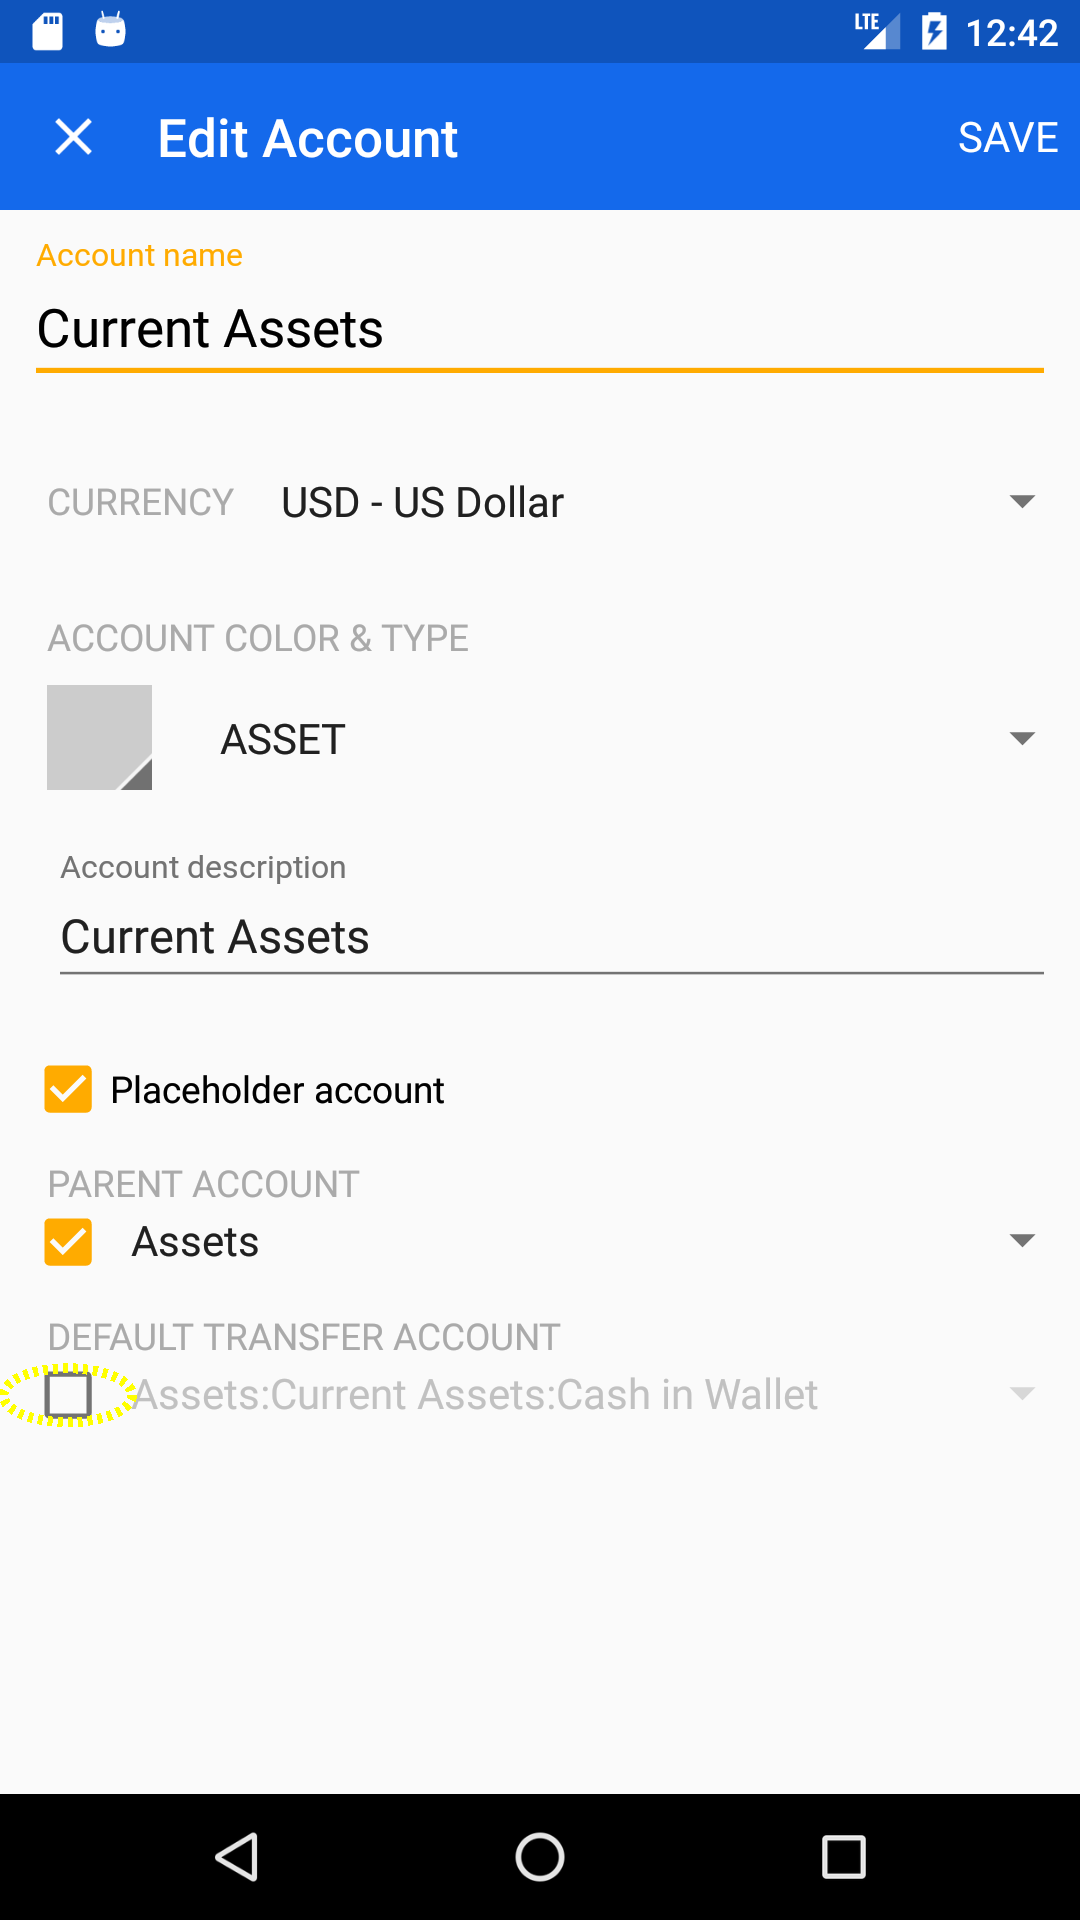 LTE 12:42
Edit Account SAVE
Account name
Current Assets
CURRENCY USD - US Dollar
ACCOUNT COLOR & TYPE
ASSET
Account description
Current Assets
Placeholder account
PARENT ACCOUNT
Assets
DEFAULT TRANSFER ACCOUNT
Assets:Current Assets:Cash in Wallet